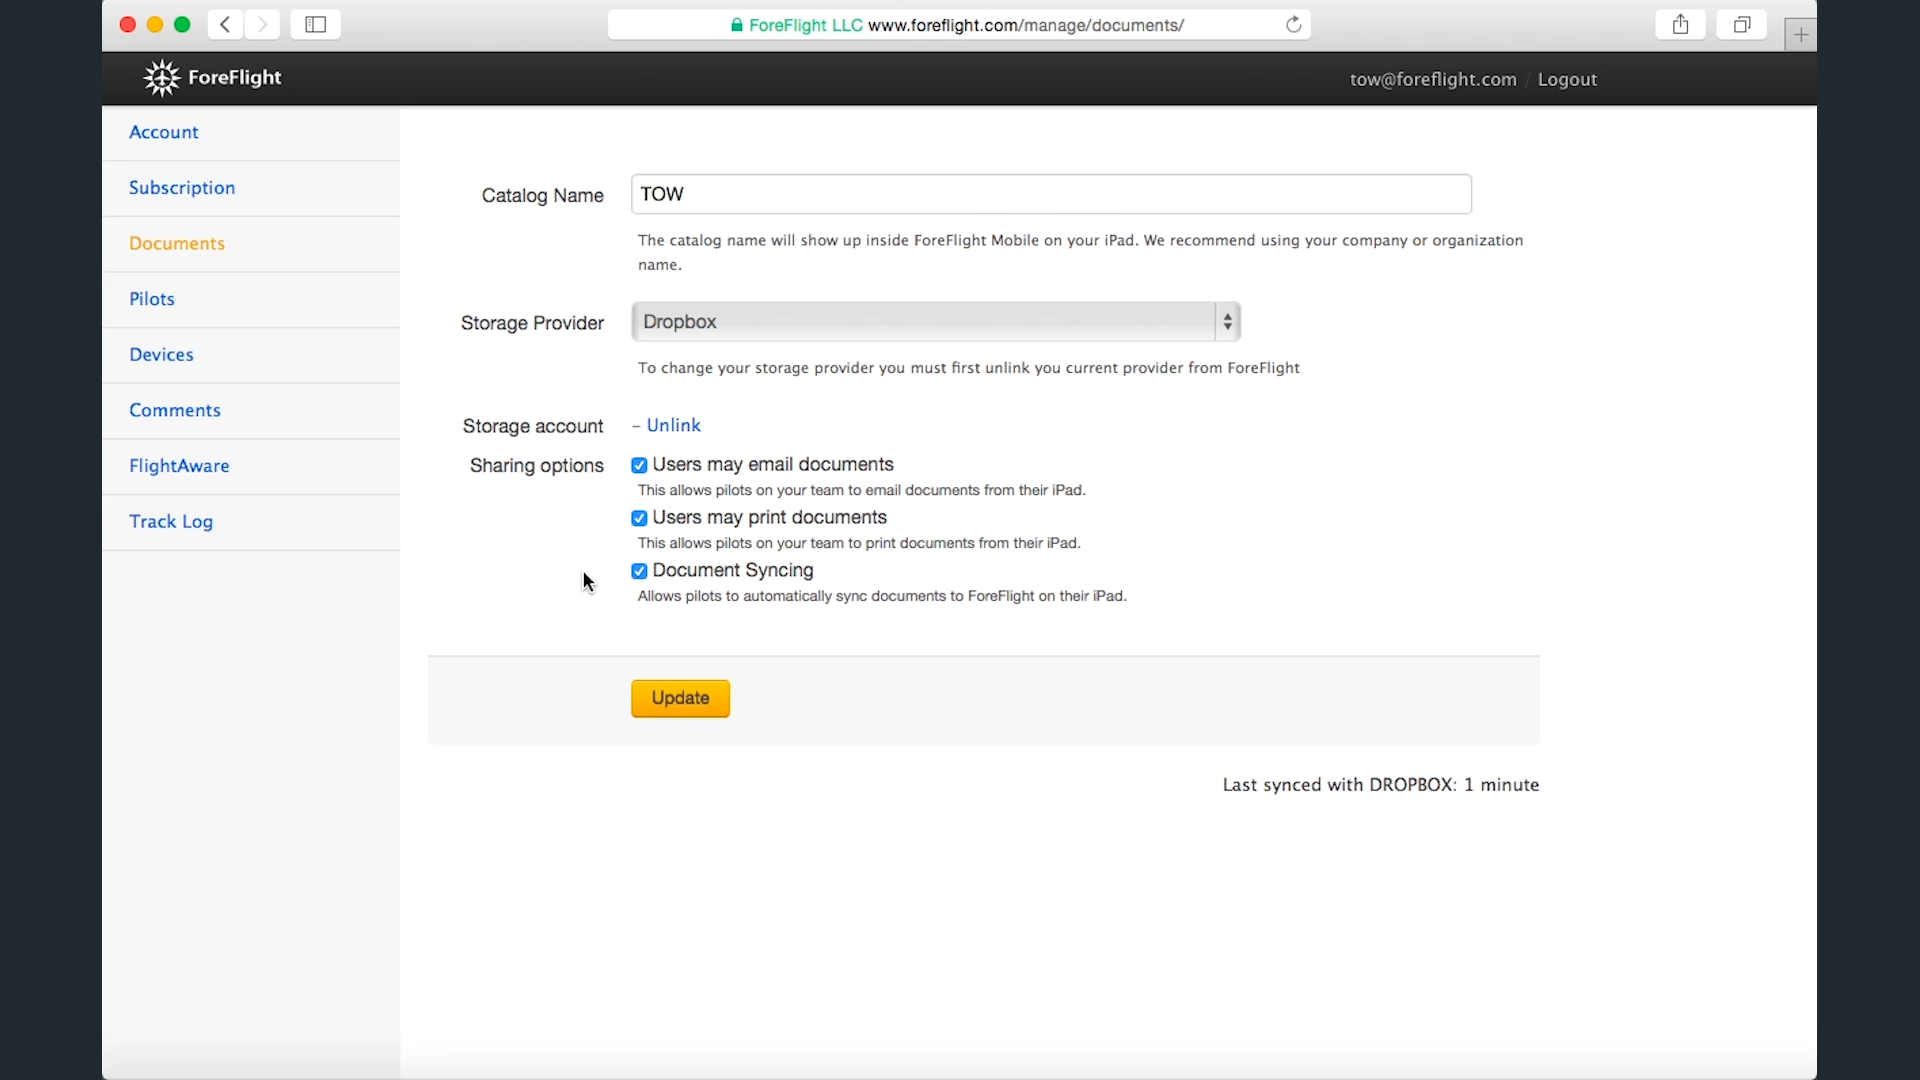 ForeFlight LLC www.foreflight.com/manage/documents/
ForeFlight
tow@foreflight.com / Logout
Account
Subscription
Documents
Pilots
Devices
Comments
FlightAware
Track Log
Catalog Name
TOW
The catalog name will show up inside ForeFlight Mobile on your iPad. We recommend using your company or organization
name.
Storage Provider
Dropbox
To change your storage provider you must first unlink you current provider from ForeFlight
Storage account
– Unlink
Sharing options
Users may email documents
This allows pilots on your team to email documents from their iPad.
Users may print documents
This allows pilots on your team to print documents from their iPad.
Document Syncing
Allows pilots to automatically sync documents to ForeFlight on their iPad.
Update
Last synced with DROPBOX: 1 minute